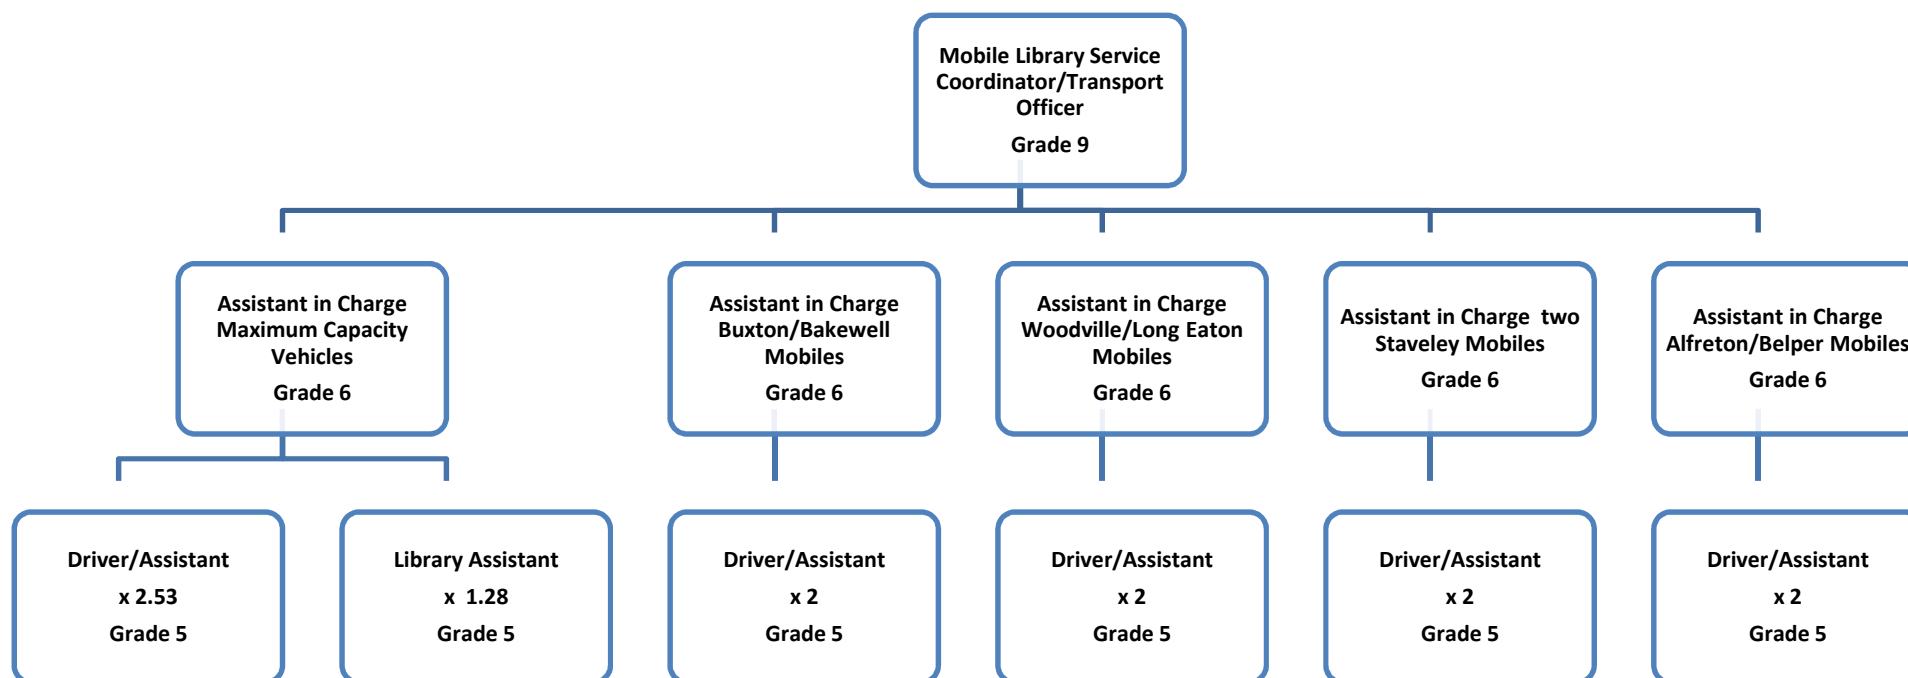 Mobile Library Service
Coordinator/Transport
Officer
Grade 9
Assistant in Charge
Maximum Capacity
Vehicles
Grade 6
Assistant in Charge
Buxton/Bakewell
Mobiles
Grade 6
Assistant in Charge
Woodville/Long Eaton
Mobiles
Grade 6
Assistant in Charge  two
Staveley Mobiles
Grade 6
Assistant in Charge
Alfreton/Belper Mobiles
Grade 6
Driver/Assistant
x 2.53
Grade 5
Library Assistant
x  1.28
Grade 5
Driver/Assistant
x 2
Grade 5
Driver/Assistant
x 2
Grade 5
Driver/Assistant
x 2
Grade 5
Driver/Assistant
x 2
Grade 5